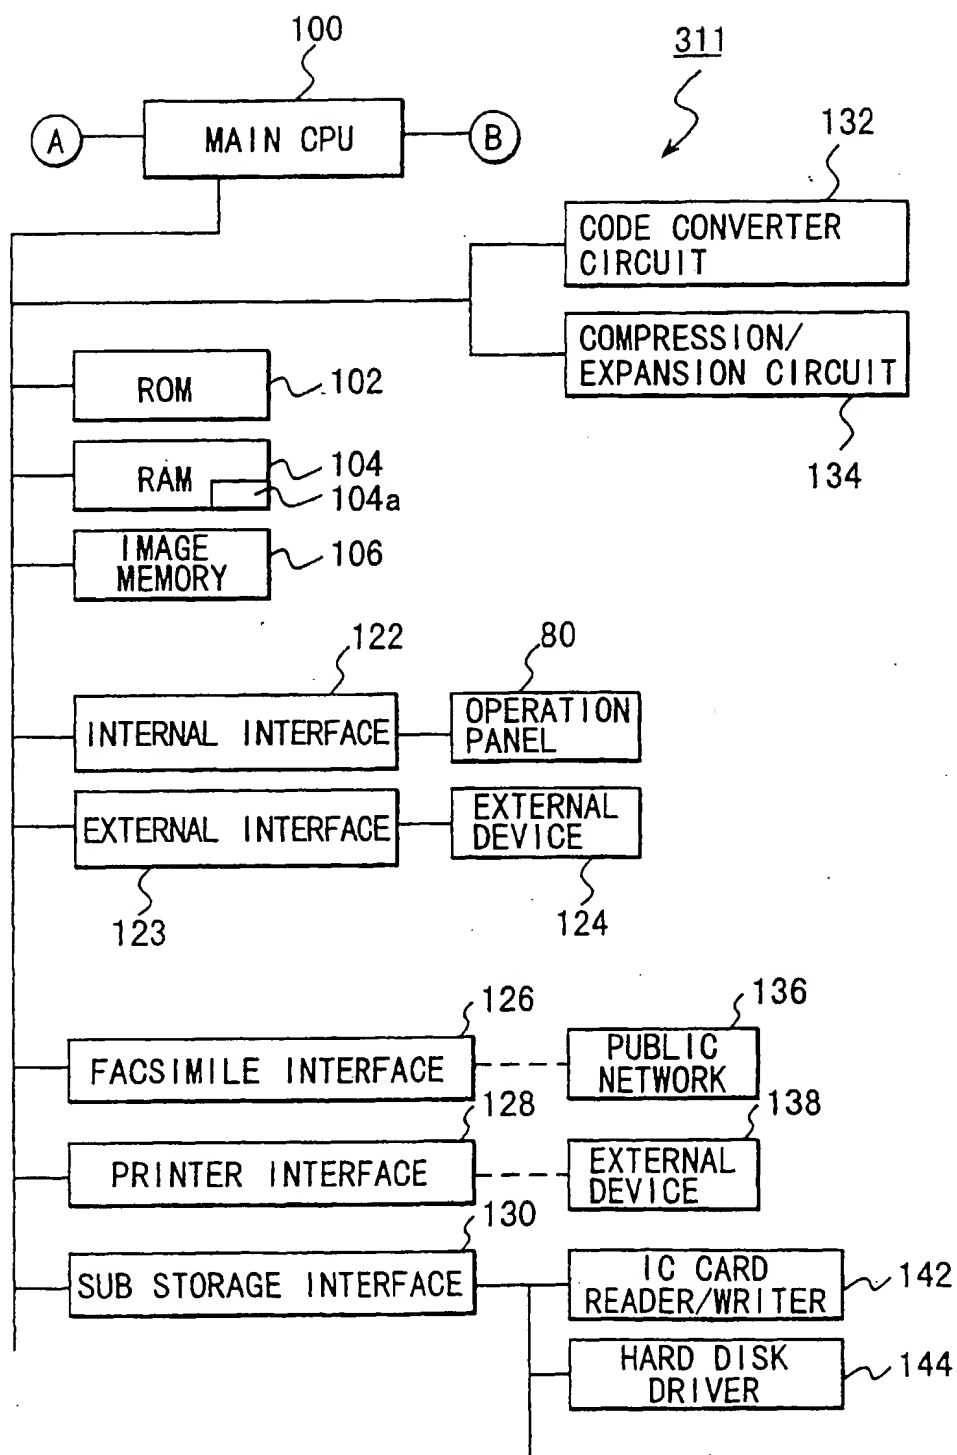 100
311
A
MAIN CPU
B
132
CODE CONVERTER
CIRCUIT
COMPRESSION/
EXPANSION CIRCUIT
134
ROM
102
RAM
104
104a
IMAGE
MEMORY
106
122
80
INTERNAL INTERFACE
OPERATION
PANEL
EXTERNAL INTERFACE
EXTERNAL
DEVICE
123
124
126
136
FACSIMILE INTERFACE
PUBLIC
NETWORK
128
138
PRINTER INTERFACE
EXTERNAL
DEVICE
130
SUB STORAGE INTERFACE
IC CARD
READER/WRITER
142
HARD DISK
DRIVER
144